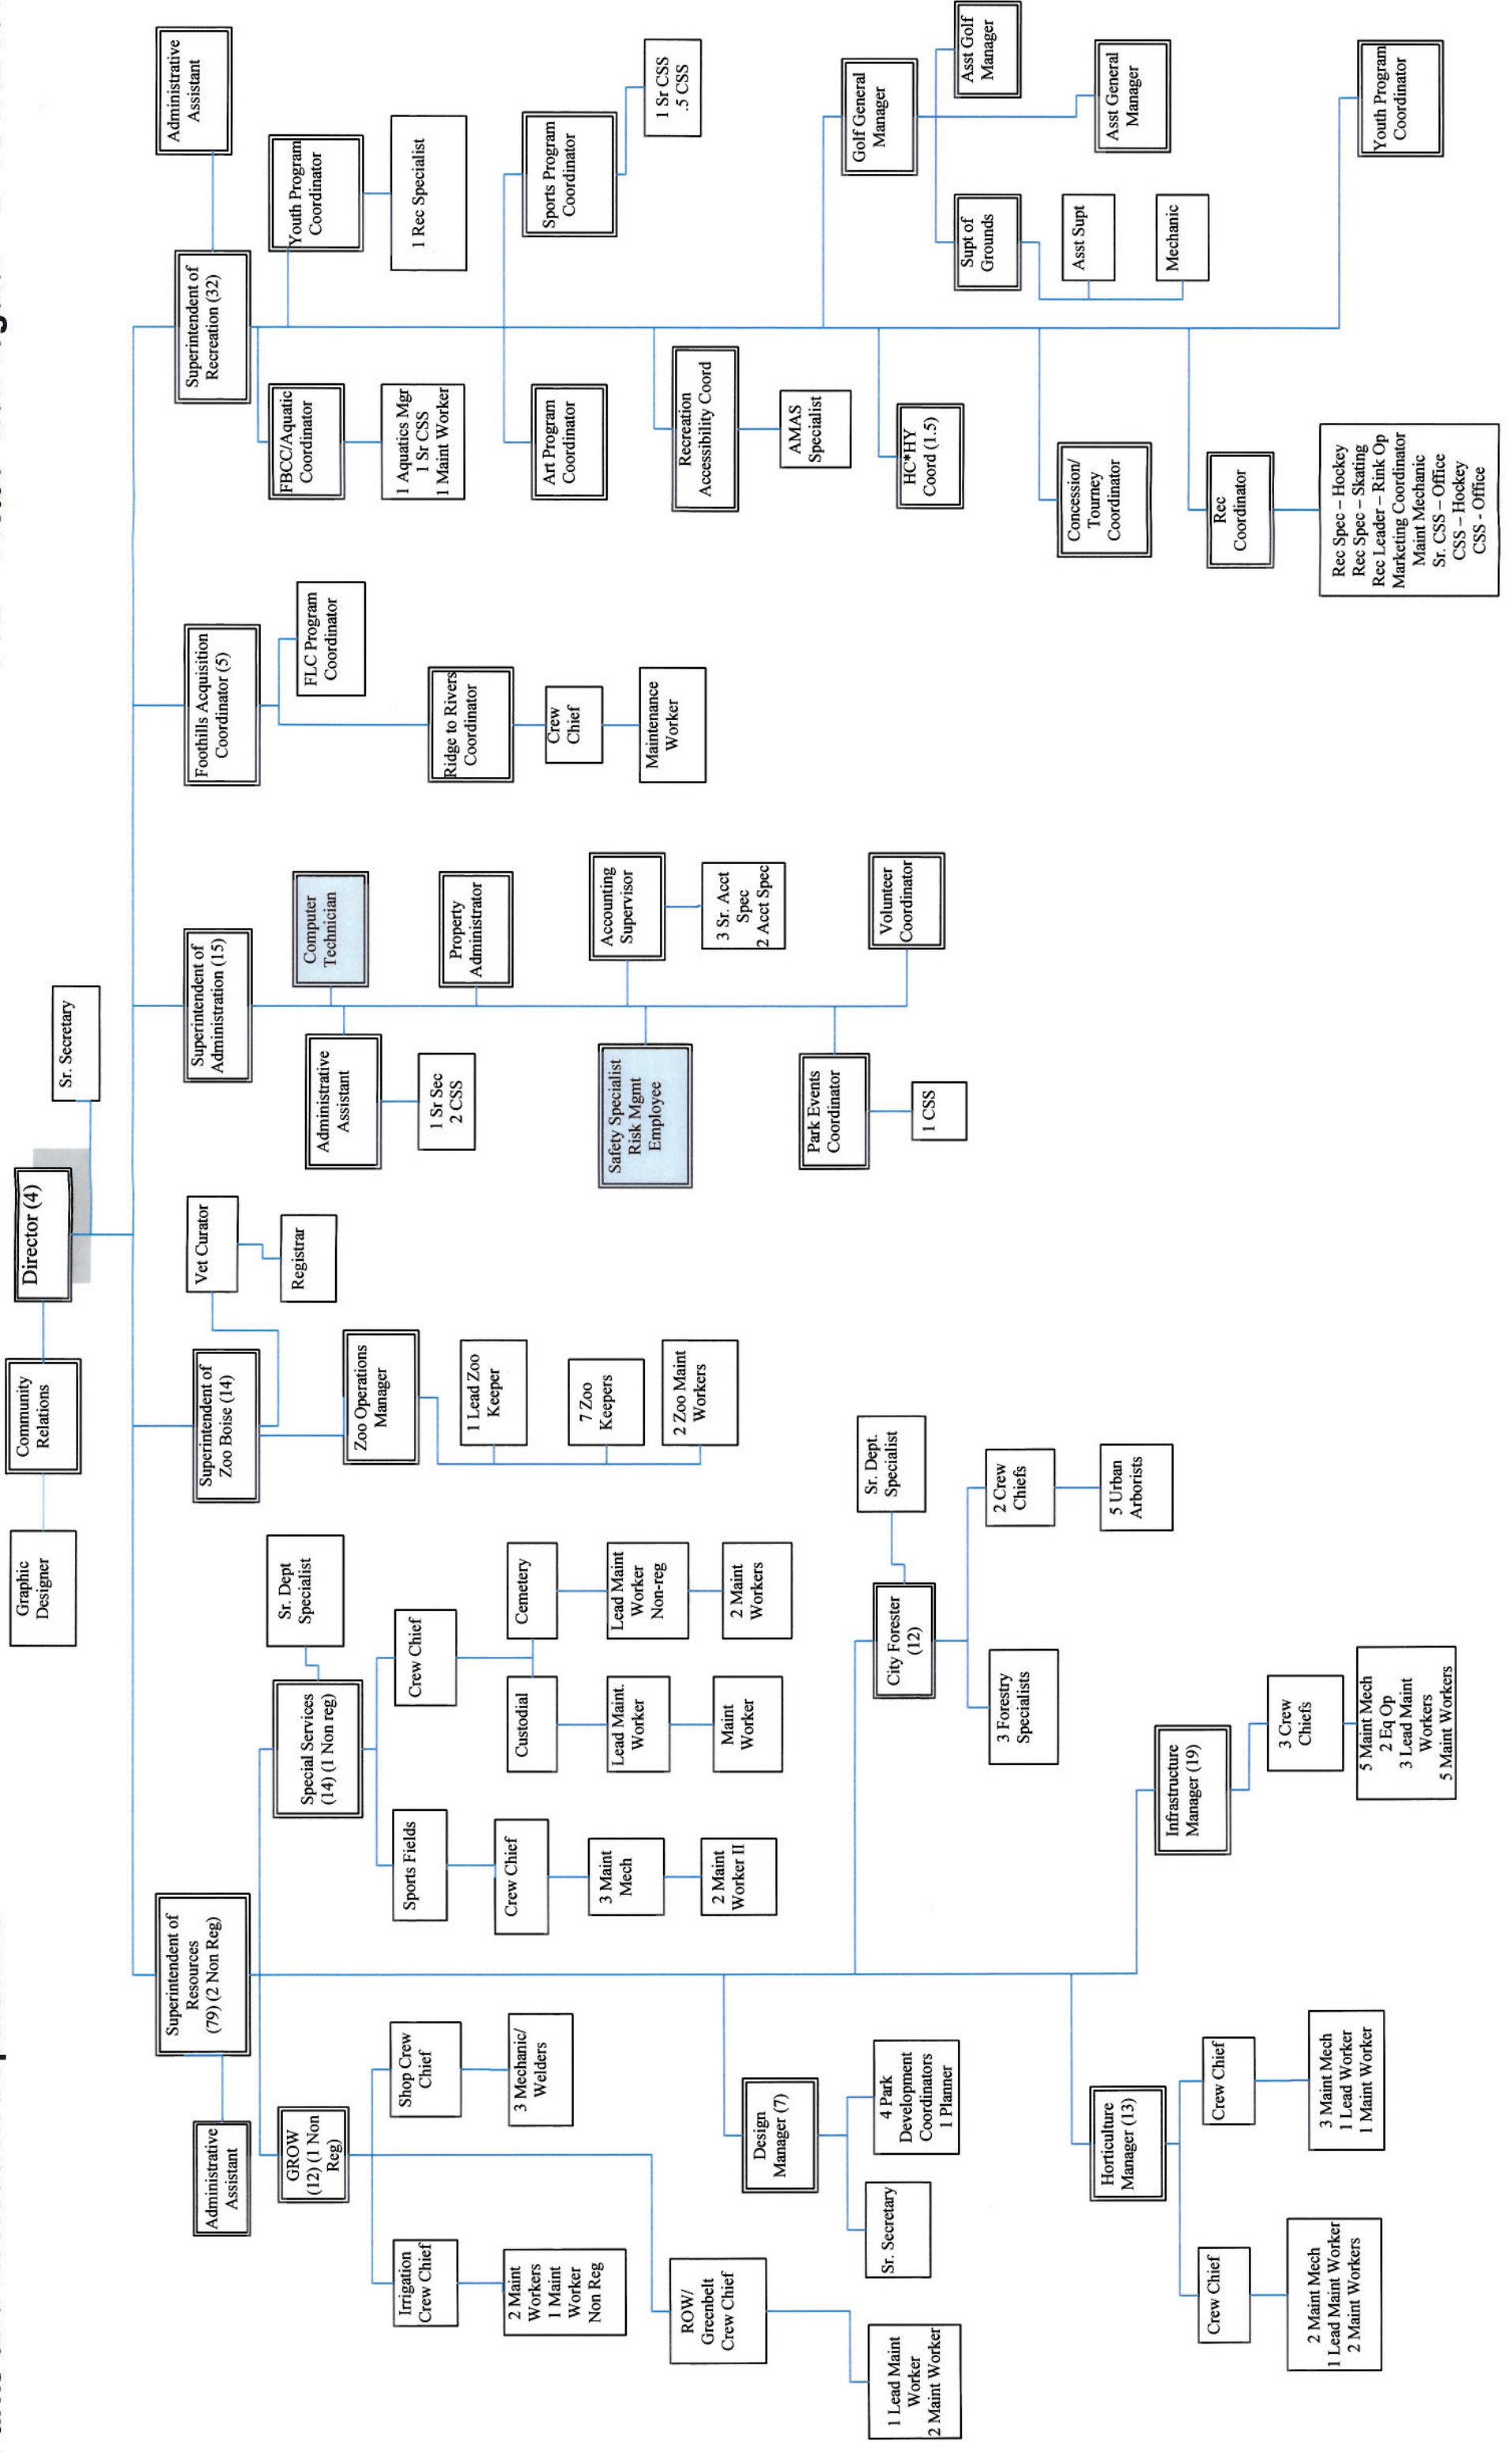 Graphic
Designer
Community
Relations
Director (4)
Sr. Secretary
Administrative
Assistant
Superintendent of
Resources
(79) (2 Non Reg)
GROW
(12) (1 Non
Reg)
Irrigation
Crew Chief
2 Maint
Workers
1 Maint
Worker
Non Reg
Shop Crew
Chief
3 Mechanic/
Welders
ROW/
Greenbelt
Crew Chief
1 Lead Maint
Worker
2 Maint Worker
Special Services
(14) (1 Non reg)
Sr. Dept
Specialist
Sports Fields
Crew Chief
3 Maint
Mech
2 Maint
Worker II
Crew Chief
Custodial
Lead Maint.
Worker
Maint
Worker
Cemetery
Lead Maint
Worker
Non-reg
2 Maint
Workers
Design
Manager (7)
Sr. Secretary
4 Park
Development
Coordinators
1 Planner
City Forester
(12)
Sr. Dept.
Specialist
3 Forestry
Specialists
2 Crew
Chiefs
5 Urban
Arborists
Horticulture
Manager (13)
Crew Chief
2 Maint Mech
1 Lead Maint Worker
2 Maint Workers
Crew Chief
3 Maint Mech
1 Lead Worker
1 Maint Worker
Infrastructure
Manager (19)
3 Crew
Chiefs
5 Maint Mech
2 Eq Op
3 Lead Maint
Workers
5 Maint Workers
Superintendent of
Zoo Boise (14)
Vet Curator
Registrar
Zoo Operations
Manager
1 Lead Zoo
Keeper
7 Zoo
Keepers
2 Zoo Maint
Workers
Superintendent of
Administration (15)
Administrative
Assistant
1 Sr Sec
2 CSS
Computer
Technician
Property
Administrator
Safety Specialist
Risk Mgmt
Employee
Accounting
Supervisor
3 Sr. Acct
Spec
2 Acct Spec
Park Events
Coordinator
1 CSS
Volunteer
Coordinator
Foothills Acquisition
Coordinator (5)
FLC Program
Coordinator
Ridge to Rivers
Coordinator
Crew
Chief
Maintenance
Worker
Superintendent of
Recreation (32)
Administrative
Assistant
FBCC/Aquatic
Coordinator
1 Aquatics Mgr
1 Sr CSS
1 Maint Worker
Youth Program
Coordinator
1 Rec Specialist
Art Program
Coordinator
Sports Program
Coordinator
1 Sr CSS
.5 CSS
Recreation
Accessibility Coord
AMAS
Specialist
HC*HY
Coord (1.5)
Golf General
Manager
Supt of
Grounds
Asst Supt
Mechanic
Asst Golf
Manager
Asst General
Manager
Concession/
Tourney
Coordinator
Rec
Coordinator
Rec Spec – Hockey
Rec Spec – Skating
Rec Leader – Rink Op
Marketing Coordinator
Maint Mechanic
Sr. CSS – Office
CSS – Hockey
CSS - Office
Youth Program
Coordinator